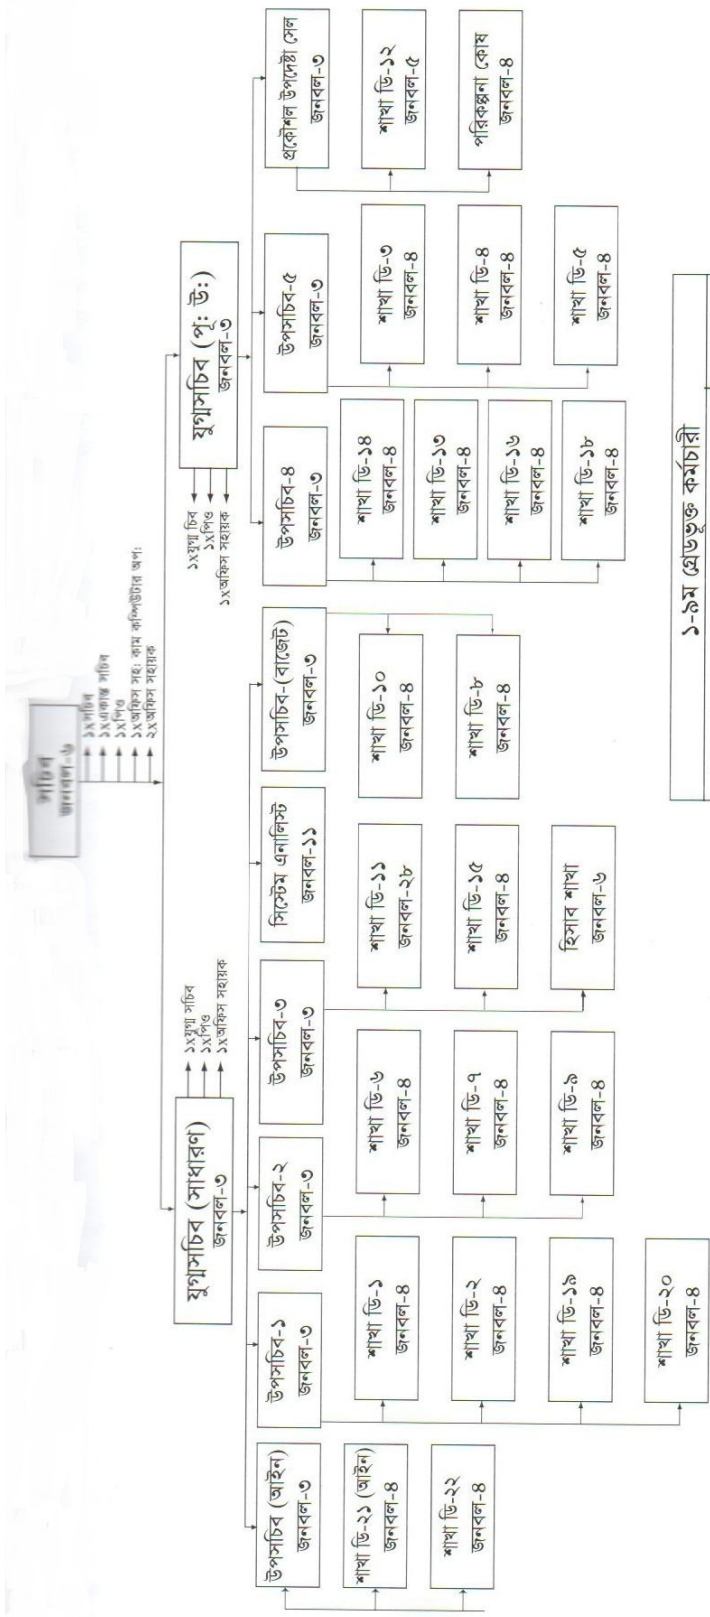 সচিব
জনবল-৬
১xসচিব
১xএকান্ত সচিব
১xপিও
১xঅফিস সহ: কাম কম্পিউটার অপ:
২xঅফিস সহায়ক
যুগ্মসচিব (সাধারণ)
জনবল-৩
১xযুগ্ম সচিব
১xপিও
১xঅফিস সহায়ক
যুগ্মসচিব (পূ: উ:)
জনবল-৩
১xযুগ্ম চিব
১xপিও
১xঅফিস সহায়ক
উপসচিব (আইন)
জনবল-৩
শাখা ডি-২১ (আইন)
জনবল-৪
শাখা ডি-২২
জনবল-৪
উপসচিব-১
জনবল-৩
শাখা ডি-১
জনবল-৪
শাখা ডি-২
জনবল-৪
শাখা ডি-১৯
জনবল-৪
শাখা ডি-২০
জনবল-৪
উপসচিব-২
জনবল-৩
শাখা ডি-৬
জনবল-৪
শাখা ডি-৭
জনবল-৪
শাখা ডি-৯
জনবল-৪
উপসচিব-৩
জনবল-৩
শাখা ডি-১১
জনবল-২৮
শাখা ডি-১৫
জনবল-৪
হিসাব শাখা
জনবল-৬
সিস্টেম এনালিস্ট
জনবল-১১
উপসচিব-(বাজেট)
জনবল-৩
শাখা ডি-১০
জনবল-৪
শাখা ডি-৮
জনবল-৪
উপসচিব-৪
জনবল-৩
শাখা ডি-১৪
জনবল-৪
শাখা ডি-১৩
জনবল-৪
শাখা ডি-১৬
জনবল-৪
শাখা ডি-১৮
জনবল-৪
উপসচিব-৫
জনবল-৩
শাখা ডি-৩
জনবল-৪
শাখা ডি-৪
জনবল-৪
শাখা ডি-৫
জনবল-৪
প্রকৌশল উপদেষ্টা সেল
জনবল-৩
শাখা ডি-১২
জনবল-৫
পরিকল্পনা কোষ
জনবল-৪
১-৯ম গ্রেডভূক্ত কর্মচারী